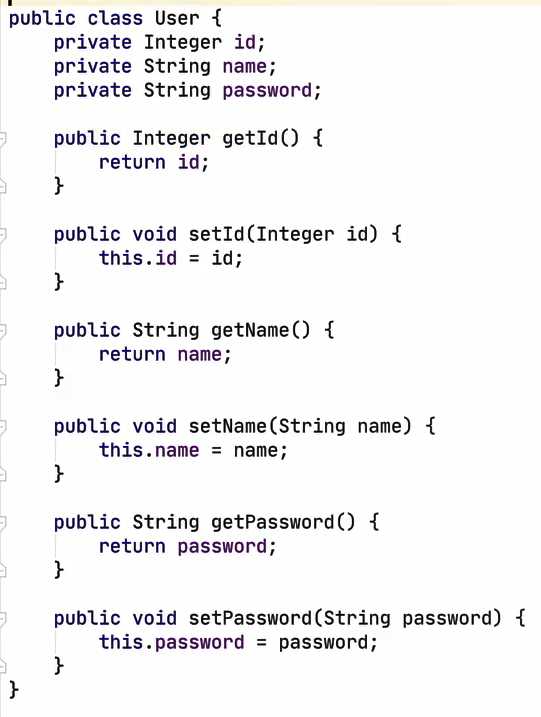 public class User {
    private Integer id;
    private String name;
    private String password;

    public Integer getId() {
        return id;
    }

    public void setId(Integer id) {
        this.id = id;
    }

    public String getName() {
        return name;
    }

    public void setName(String name) {
        this.name = name;
    }

    public String getPassword() {
        return password;
    }

    public void setPassword(String password) {
        this.password = password;
    }
}